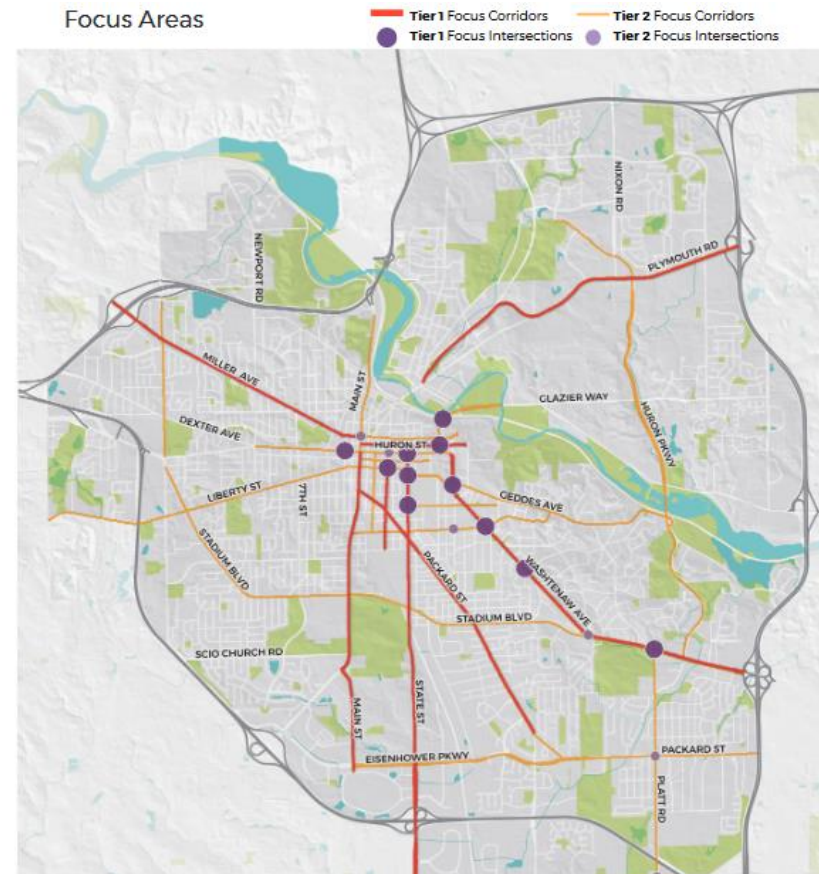 Focus Areas
Tier 1 Focus Corridors
Tier 2 Focus Corridors
Tier 1 Focus Intersections
Tier 2 Focus Intersections
NIXON RD
NEWPORT RD
PLYMOUTH RD
MILLER AVE
MAIN ST
GLAZIER WAY
DEXTER AVE
HURON ST
HURON PKWY
LIBERTY ST
7TH ST
GEDDES AVE
STADIUM BLVD
PACKARD ST
WASHTENAW AVE
STADIUM BLVD
SCIO CHURCH RD
STATE ST
MAIN ST
EISENHOWER PKWY
PACKARD ST
PLATT RD